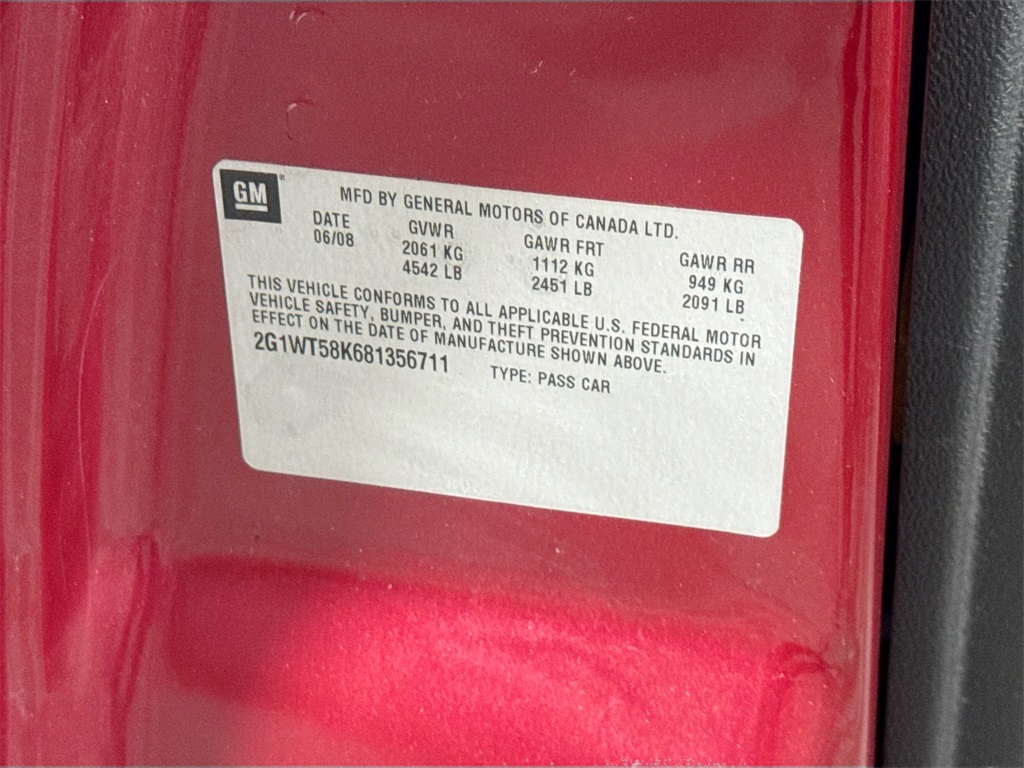 GM
MFD BY GENERAL MOTORS OF CANADA LTD.
DATE GVWR GAWR FRT GAWR RR
06/08 2061 KG 1112 KG 949 KG
4542 LB 2451 LB 2091 LB
THIS VEHICLE CONFORMS TO ALL APPLICABLE U.S. FEDERAL MOTOR
VEHICLE SAFETY, BUMPER, AND THEFT PREVENTION STANDARDS IN
EFFECT ON THE DATE OF MANUFACTURE SHOWN ABOVE.
2G1WT58K681356711 TYPE: PASS CAR